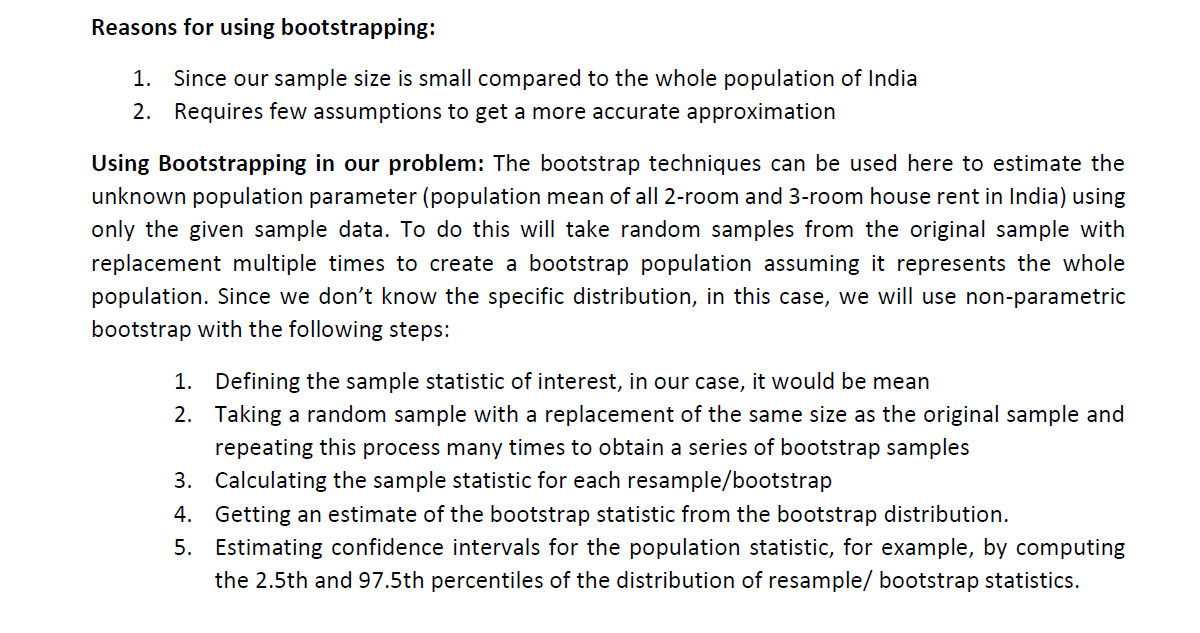 Reasons for using bootstrapping:
1. Since our sample size is small compared to the whole population of India
2. Requires few assumptions to get a more accurate approximation
Using Bootstrapping in our problem: The bootstrap techniques can be used here to estimate the
unknown population parameter (population mean of all 2-room and 3-room house rent in India) using
only the given sample data. To do this will take random samples from the original sample with
replacement multiple times to create a bootstrap population assuming it represents the whole
population. Since we don’t know the specific distribution, in this case, we will use non-parametric
bootstrap with the following steps:
1. Defining the sample statistic of interest, in our case, it would be mean
2. Taking a random sample with a replacement of the same size as the original sample and
repeating this process many times to obtain a series of bootstrap samples
3. Calculating the sample statistic for each resample/bootstrap
4. Getting an estimate of the bootstrap statistic from the bootstrap distribution.
5. Estimating confidence intervals for the population statistic, for example, by computing
the 2.5th and 97.5th percentiles of the distribution of resample/ bootstrap statistics.